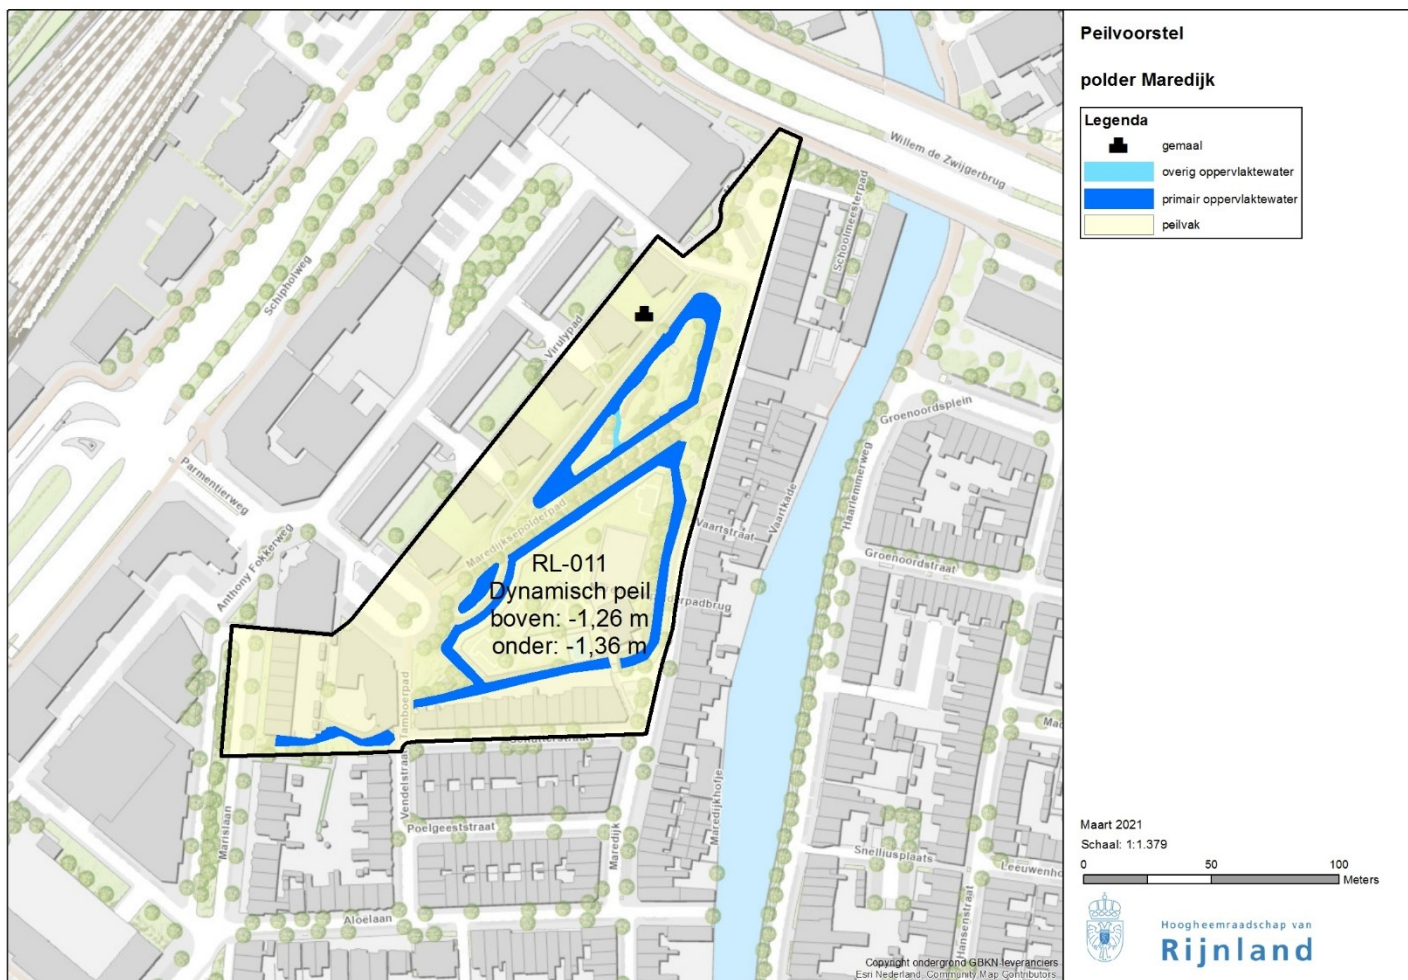 Peilvoorstel
polder Maredijk
Legenda
gemaal
overig oppervlaktewater
primair oppervlaktewater
peilvak
Willem de Zwijgerbrug
Schoolmeesterpad
Schipholweg
Virulypad
Groenoordsplein
Parmentierweg
Haarlemmerweg
Vaartkade
Vaartstraat
Maredijksepolderpad
Groenoordstraat
Anthony Fokkerweg
RL-011
Dynamisch peil
boven: -1,26 m
onder: -1,36 m
Tamboerpad
Vendelstraat
Poelgeeststraat
Maredijk
Maredijkhofje
Marislaan
Snelliusplaats
Hansenstraat
Aloëlaan
Maart 2021
Schaal: 1:1.379
0 50 100
Meters
Hoogheemraadschap van
Rijnland
Copyright ondergrond GBKN-leveranciers
Esri Nederland, Community Map Contributors